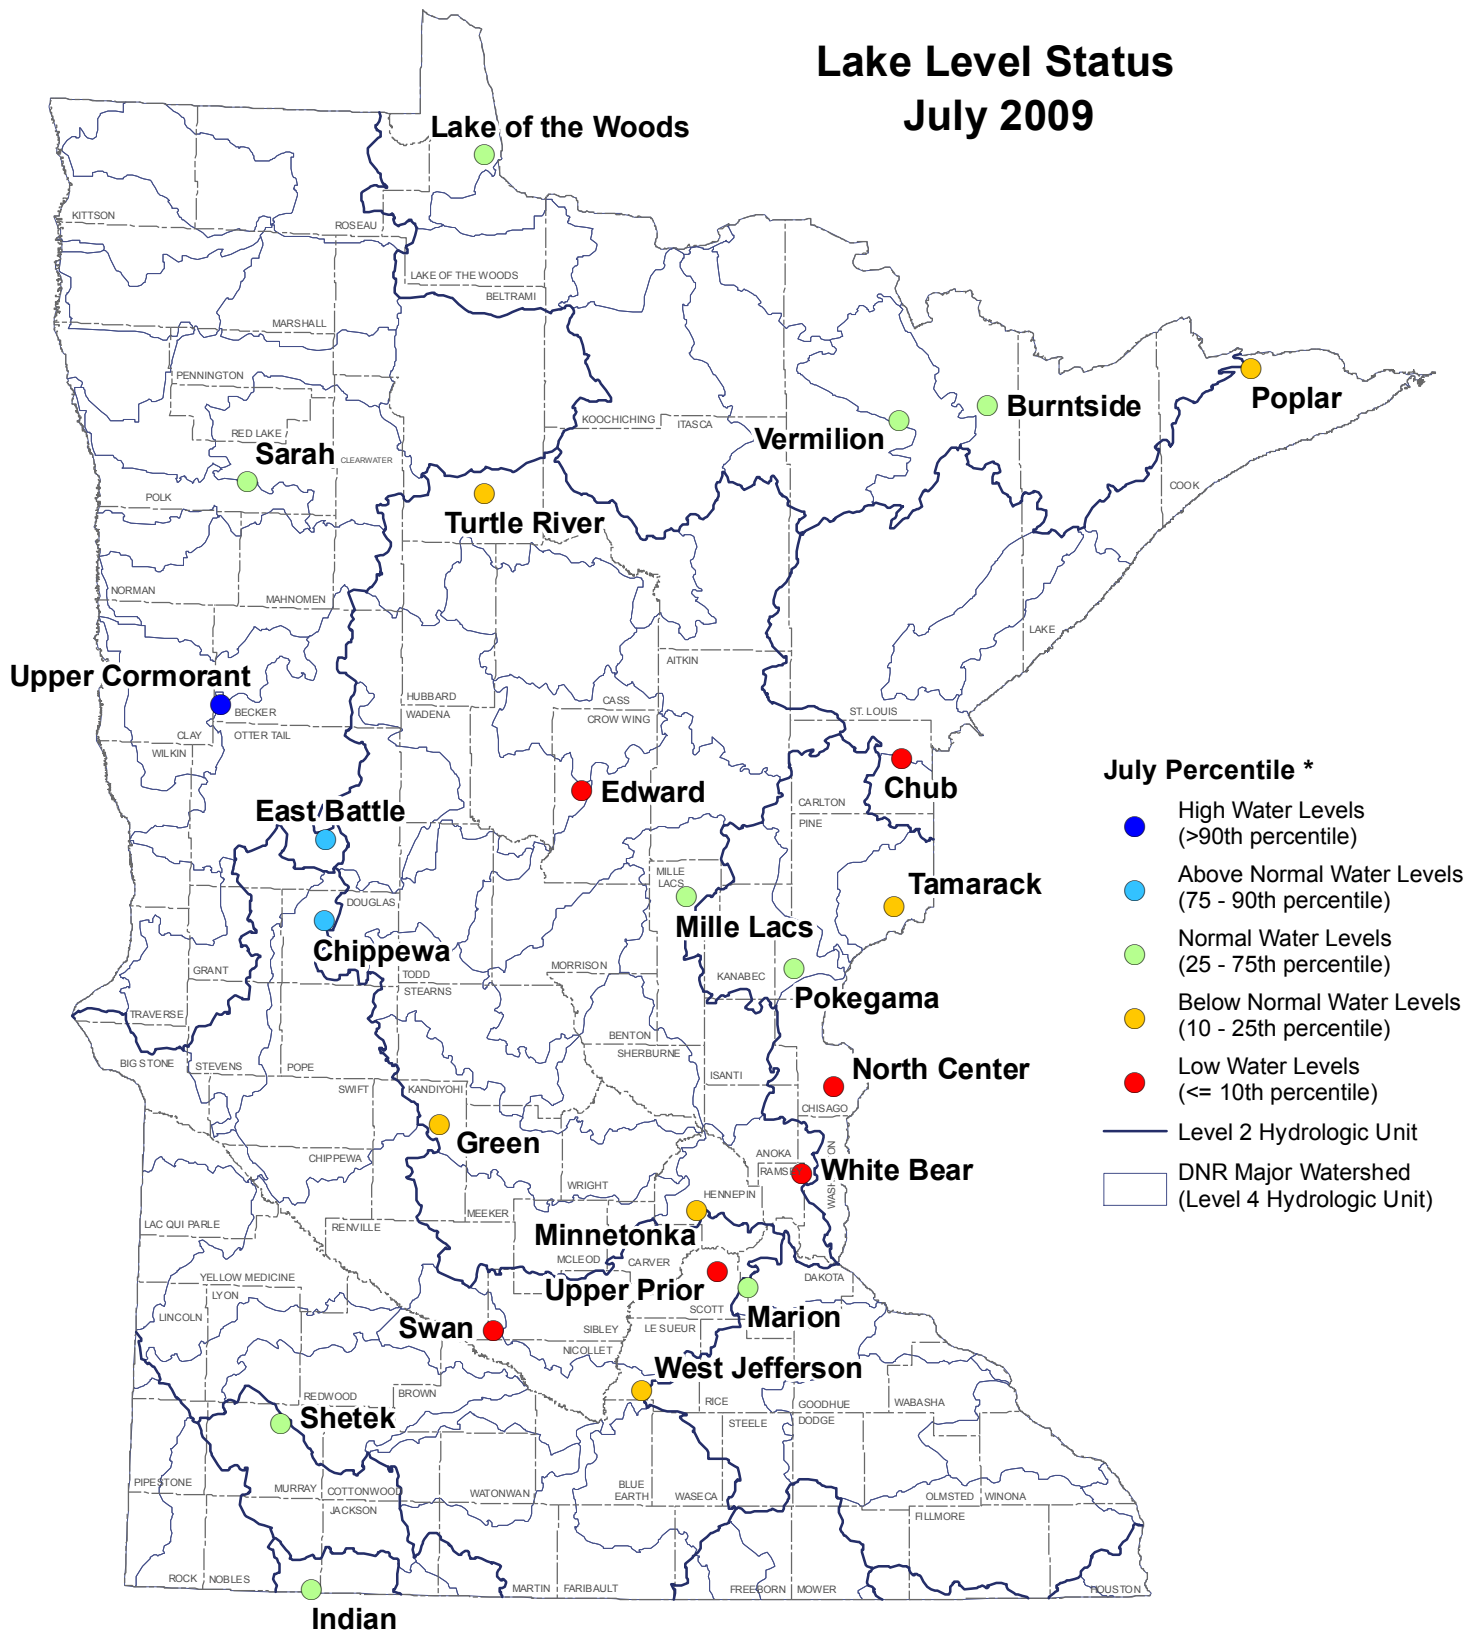 Lake Level Status
July 2009
Lake of the Woods
KITTSON
ROSEAU
LAKE OF THE WOODS
BELTRAMI
MARSHALL
PENNINGTON
Poplar
Burntside
RED LAKE
KOOCHICHING
ITASCA
Vermilion
Sarah
CLEARWATER
POLK
COOK
Turtle River
NORMAN
MAHNOMEN
LAKE
AITKIN
Upper Cormorant
HUBBARD
CASS
BECKER
WADENA
CROW WING
ST. LOUIS
CLAY
OTTER TAIL
WILKIN
Edward
Chub
CARLTON
East Battle
PINE
MILLE
LACS
Tamarack
DOUGLAS
Mille Lacs
Chippewa
GRANT
TODD
MORRISON
KANABEC
STEARNS
Pokegama
TRAVERSE
BENTON
SHERBURNE
BIG STONE
STEVENS
POPE
North Center
ISANTI
SWIFT
KANDIYOHI
CHISAGO
Green
CHIPPEWA
ANOKA
White Bear
WRIGHT
HENNEPIN
MEEKER
LAC QUI PARLE
RENVILLE
Minnetonka
MCLEOD
CARVER
YELLOW MEDICINE
DAKOTA
Upper Prior
LYON
LINCOLN
SCOTT
Marion
Swan
SIBLEY
LE SUEUR
NICOLLET
West Jefferson
REDWOOD
BROWN
RICE
GOODHUE
WABASHA
Shetek
STEELE
DODGE
PIPESTONE
MURRAY
COTTONWOOD
WATONWAN
BLUE
EARTH
WASECA
OLMSTED
WINONA
JACKSON
FILLMORE
ROCK
NOBLES
MARTIN
FARIBAULT
FREEBORN
MOWER
HOUSTON
Indian
July Percentile *
High Water Levels
(>90th percentile)
Above Normal Water Levels
(75 - 90th percentile)
Normal Water Levels
(25 - 75th percentile)
Below Normal Water Levels
(10 - 25th percentile)
Low Water Levels
(<= 10th percentile)
Level 2 Hydrologic Unit
DNR Major Watershed
(Level 4 Hydrologic Unit)